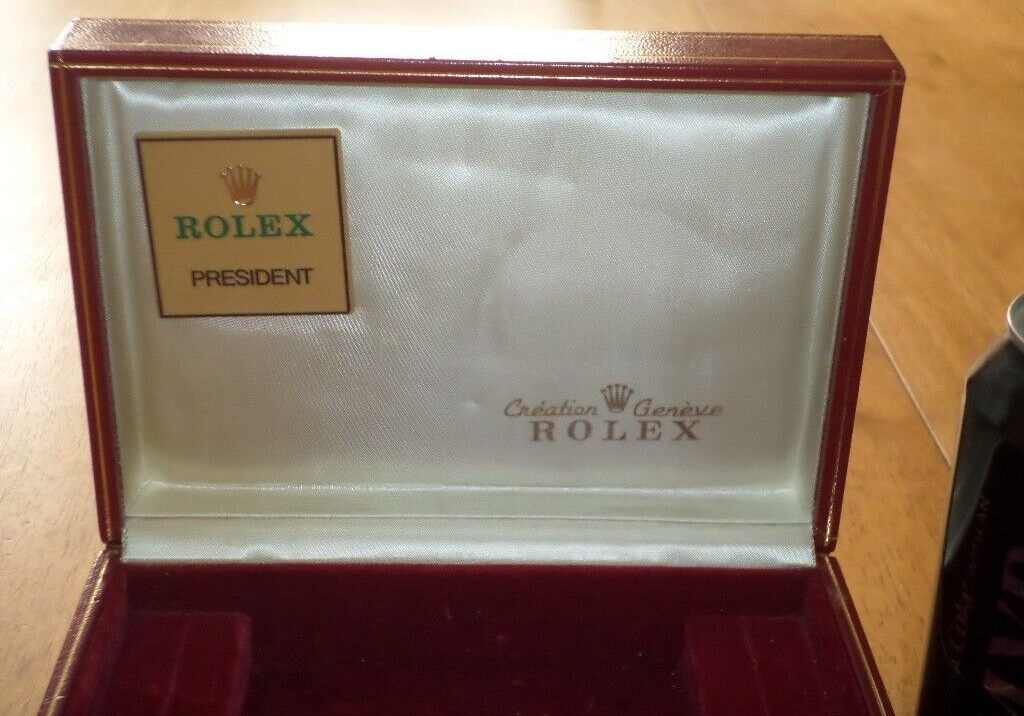 ROLEX
PRESIDENT
Création Genève
ROLEX